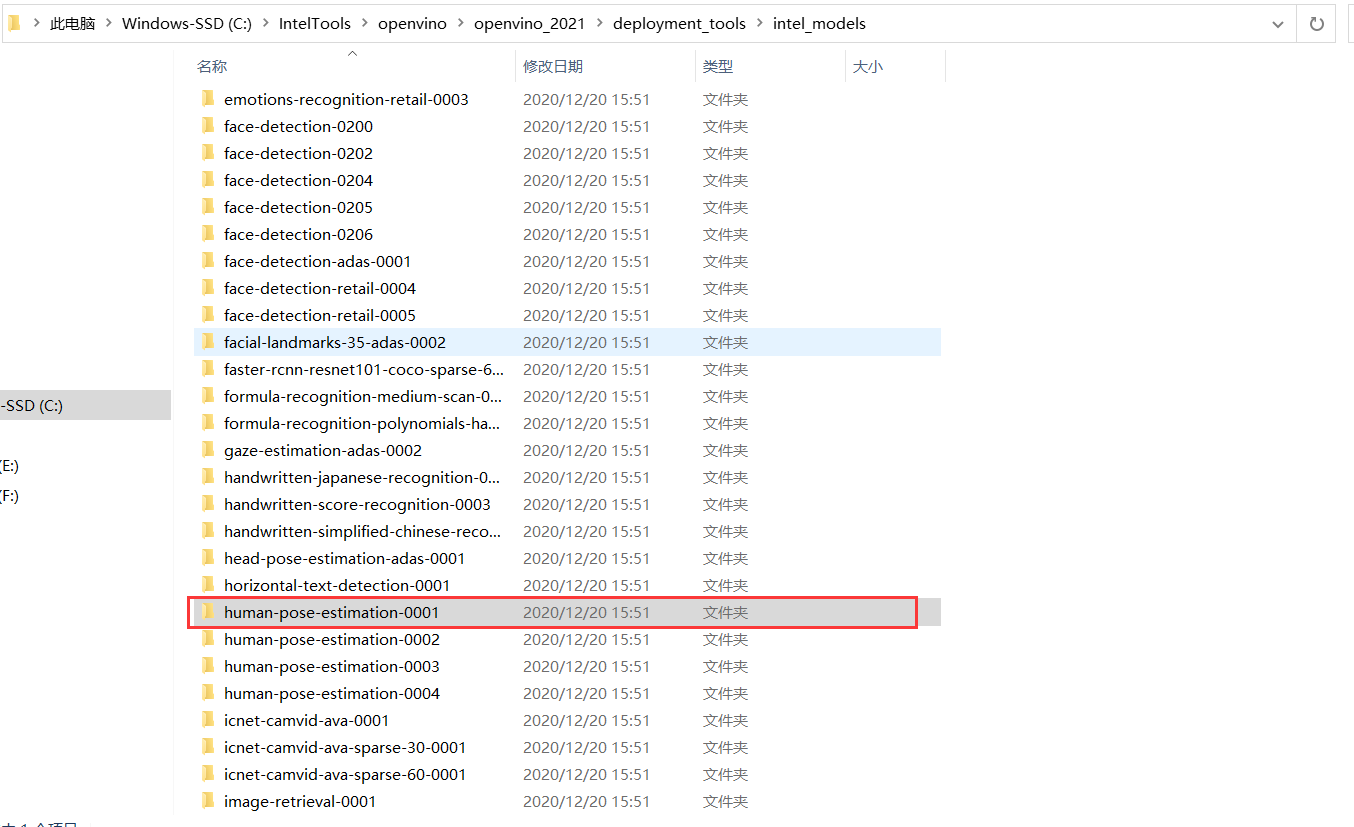 此电脑 > Windows-SSD (C:) > IntelTools > openvino > openvino_2021 > deployment_tools > intel_models
名称 修改日期 类型 大小
emotions-recognition-retail-0003 2020/12/20 15:51 文件夹
face-detection-0200 2020/12/20 15:51 文件夹
face-detection-0202 2020/12/20 15:51 文件夹
face-detection-0204 2020/12/20 15:51 文件夹
face-detection-0205 2020/12/20 15:51 文件夹
face-detection-0206 2020/12/20 15:51 文件夹
face-detection-adas-0001 2020/12/20 15:51 文件夹
face-detection-retail-0004 2020/12/20 15:51 文件夹
face-detection-retail-0005 2020/12/20 15:51 文件夹
facial-landmarks-35-adas-0002 2020/12/20 15:51 文件夹
faster-rcnn-resnet101-coco-sparse-6... 2020/12/20 15:51 文件夹
-SSD (C:)
formula-recognition-medium-scan-0... 2020/12/20 15:51 文件夹
formula-recognition-polynomials-ha... 2020/12/20 15:51 文件夹
gaze-estimation-adas-0002 2020/12/20 15:51 文件夹
(E:)
handwritten-japanese-recognition-0... 2020/12/20 15:51 文件夹
(F:)
handwritten-score-recognition-0003 2020/12/20 15:51 文件夹
handwritten-simplified-chinese-reco... 2020/12/20 15:51 文件夹
head-pose-estimation-adas-0001 2020/12/20 15:51 文件夹
horizontal-text-detection-0001 2020/12/20 15:51 文件夹
human-pose-estimation-0001 2020/12/20 15:51 文件夹
human-pose-estimation-0002 2020/12/20 15:51 文件夹
human-pose-estimation-0003 2020/12/20 15:51 文件夹
human-pose-estimation-0004 2020/12/20 15:51 文件夹
icnet-camvid-ava-0001 2020/12/20 15:51 文件夹
icnet-camvid-ava-sparse-30-0001 2020/12/20 15:51 文件夹
icnet-camvid-ava-sparse-60-0001 2020/12/20 15:51 文件夹
image-retrieval-0001 2020/12/20 15:51 文件夹